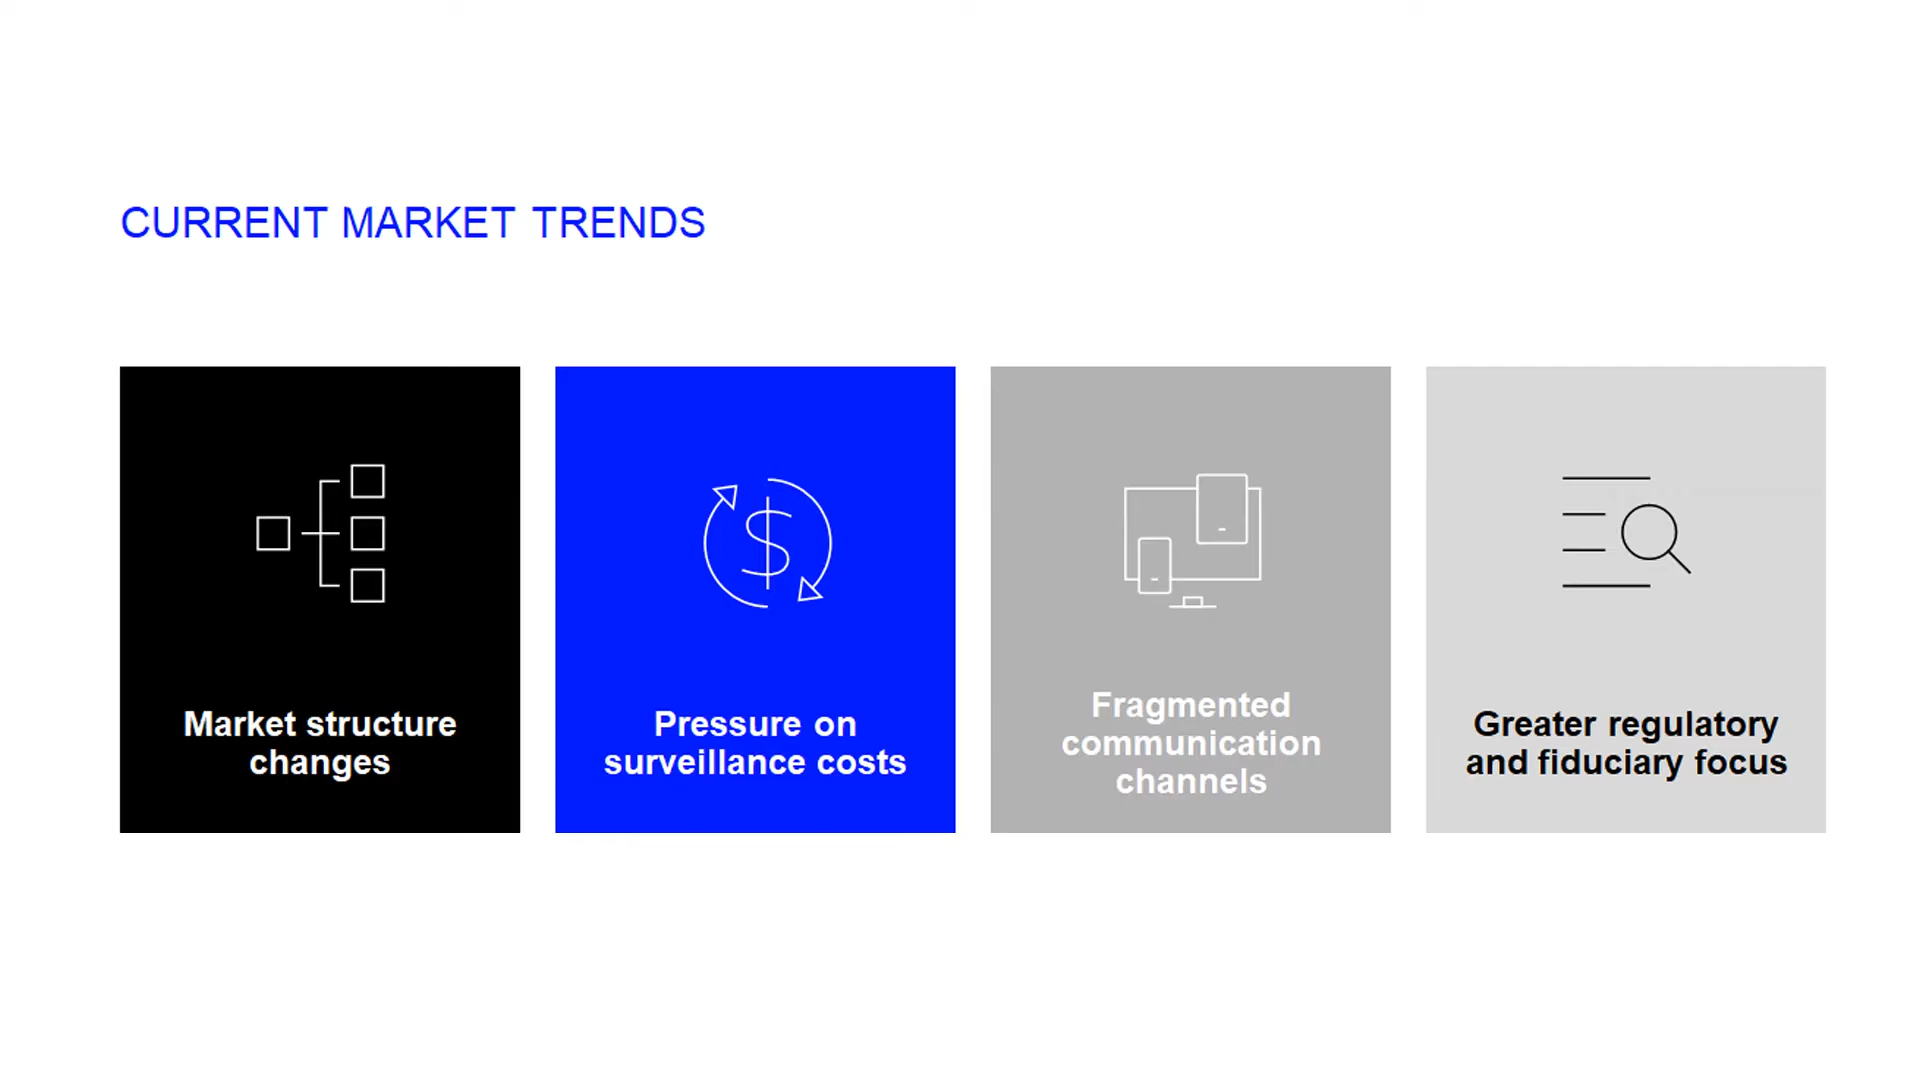 CURRENT MARKET TRENDS
Market structure
changes
Pressure on
surveillance costs
Fragmented
communication
channels
Greater regulatory
and fiduciary focus